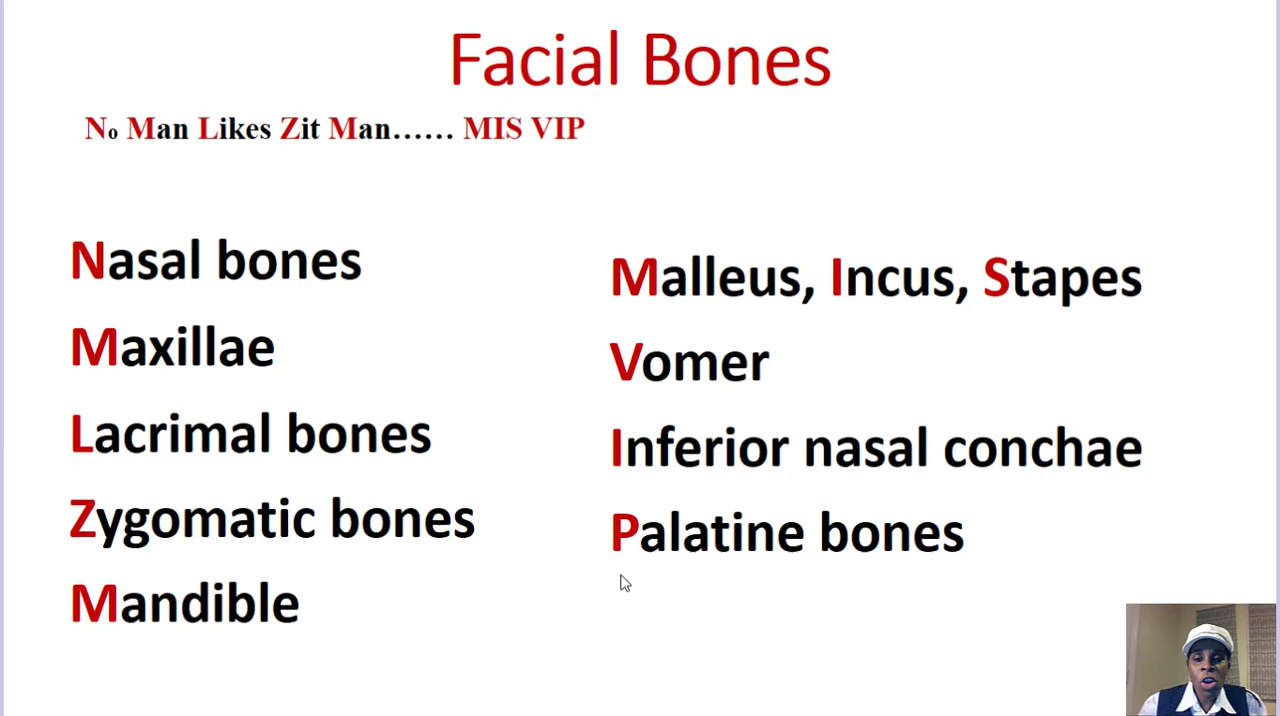 Facial Bones
No Man Likes Zit Man...... MIS VIP
Nasal bones
Maxillae
Lacrimal bones
Zygomatic bones
Mandible
Malleus, Incus, Stapes
Vomer
Inferior nasal conchae
Palatine bones